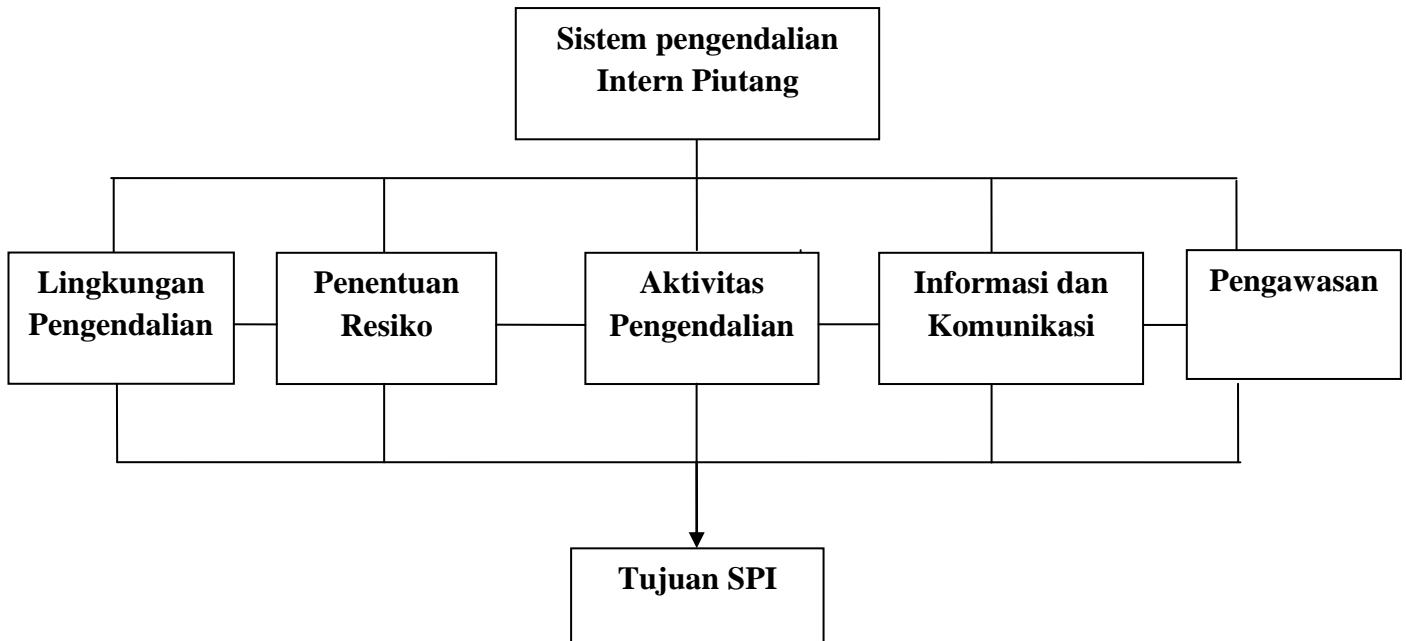 Sistem pengendalian
Intern Piutang
Lingkungan
Pengendalian
Penentuan
Resiko
Aktivitas
Pengendalian
Informasi dan
Komunikasi
Pengawasan
Tujuan SPI